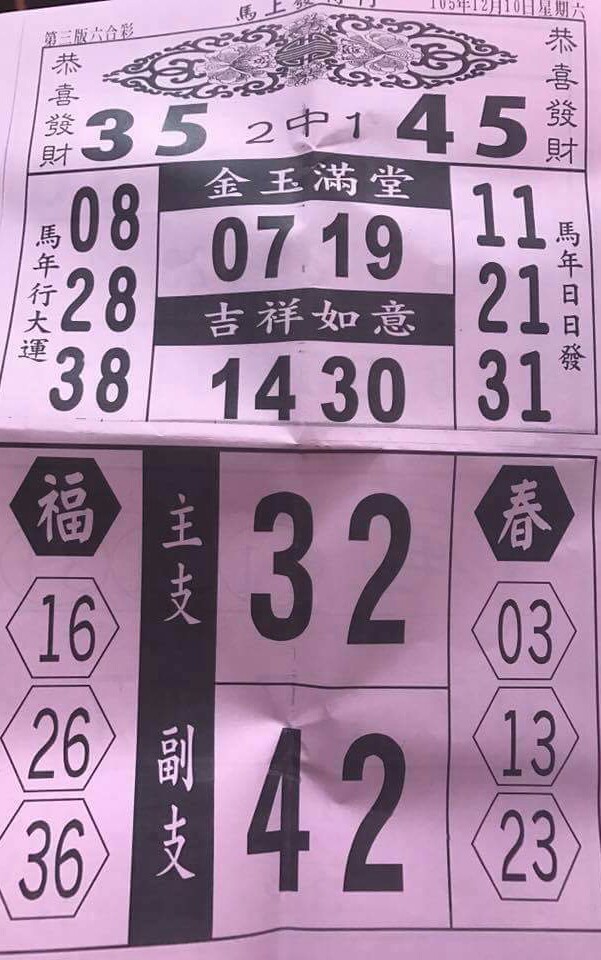 馬上發
105年12月10日星期六
第三版六合彩
恭喜發財
恭喜發財
35 2中1 45
金玉滿堂
07 19
吉祥如意
14 30
馬年行大運
08
28
38
11
21
31
馬年日日發
福
16
26
36
主支
32
副支
42
春
03
13
23